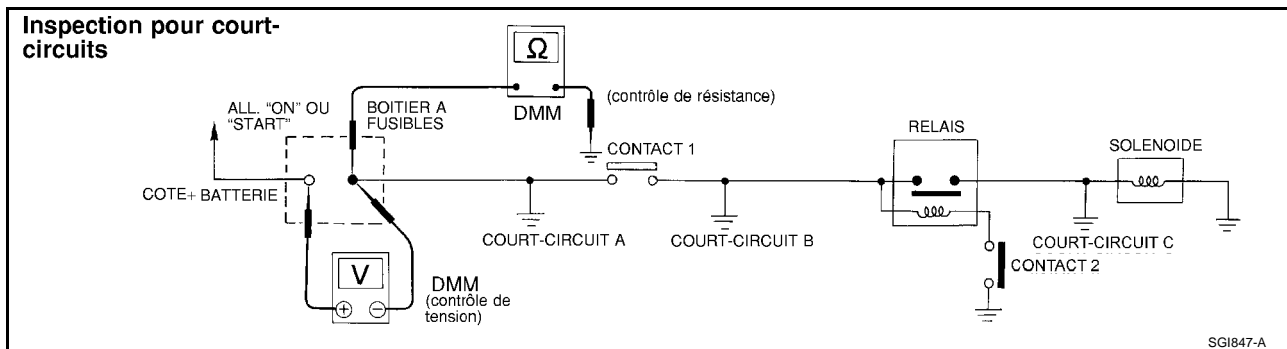 Inspection pour court-
circuits
Ω
DMM
(contrôle de résistance)
ALL. "ON" OU
"START"
BOITIER A
FUSIBLES
CONTACT 1
RELAIS
SOLENOIDE
COTE+ BATTERIE
COURT-CIRCUIT A
COURT-CIRCUIT B
COURT-CIRCUIT C
CONTACT 2
V
+ −
DMM
(contrôle de
tension)
SGI847-A